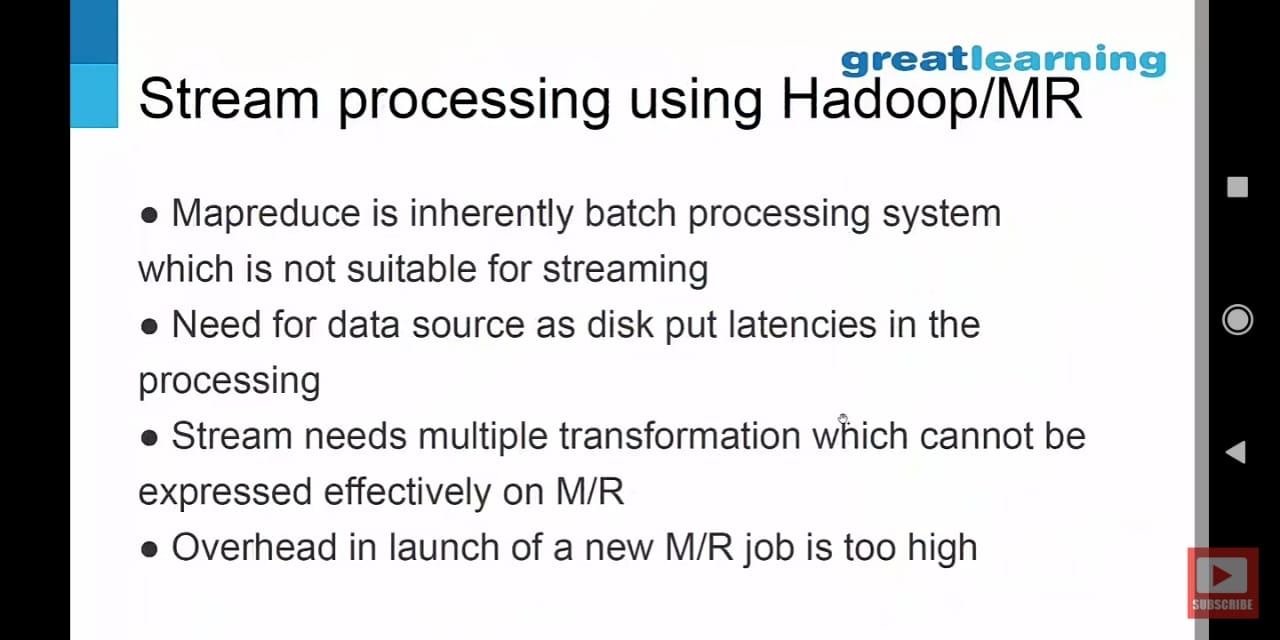 greatlearning
Stream processing using Hadoop/MR
● Mapreduce is inherently batch processing system
which is not suitable for streaming
● Need for data source as disk put latencies in the
processing
● Stream needs multiple transformation which cannot be
expressed effectively on M/R
● Overhead in launch of a new M/R job is too high
SUBSCRIBE